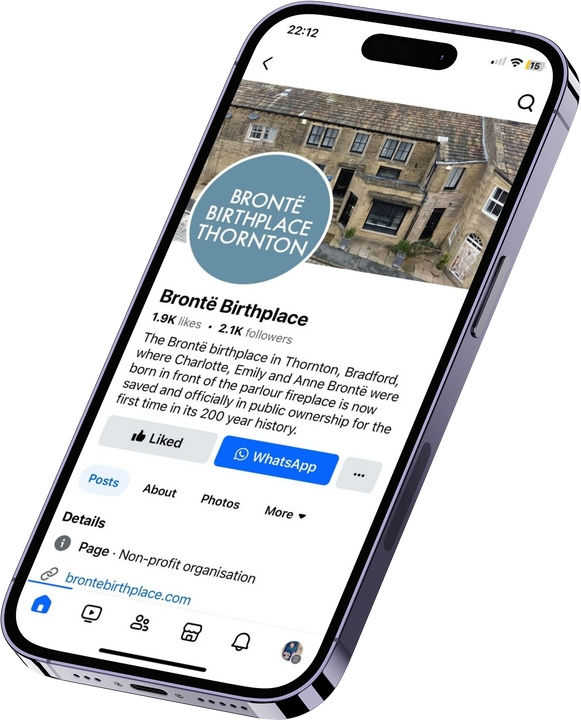 22:12
15
BRONTË
BIRTHPLACE
THORNTON
Brontë Birthplace
1.9K likes • 2.1K followers
The Brontë birthplace in Thornton, Bradford,
where Charlotte, Emily and Anne Brontë were
born in front of the parlour fireplace is now
saved and officially in public ownership for the
first time in its 200 year history.
Liked
WhatsApp
Posts
About
Photos
More
Details
Page · Non-profit organisation
brontebirthplace.com